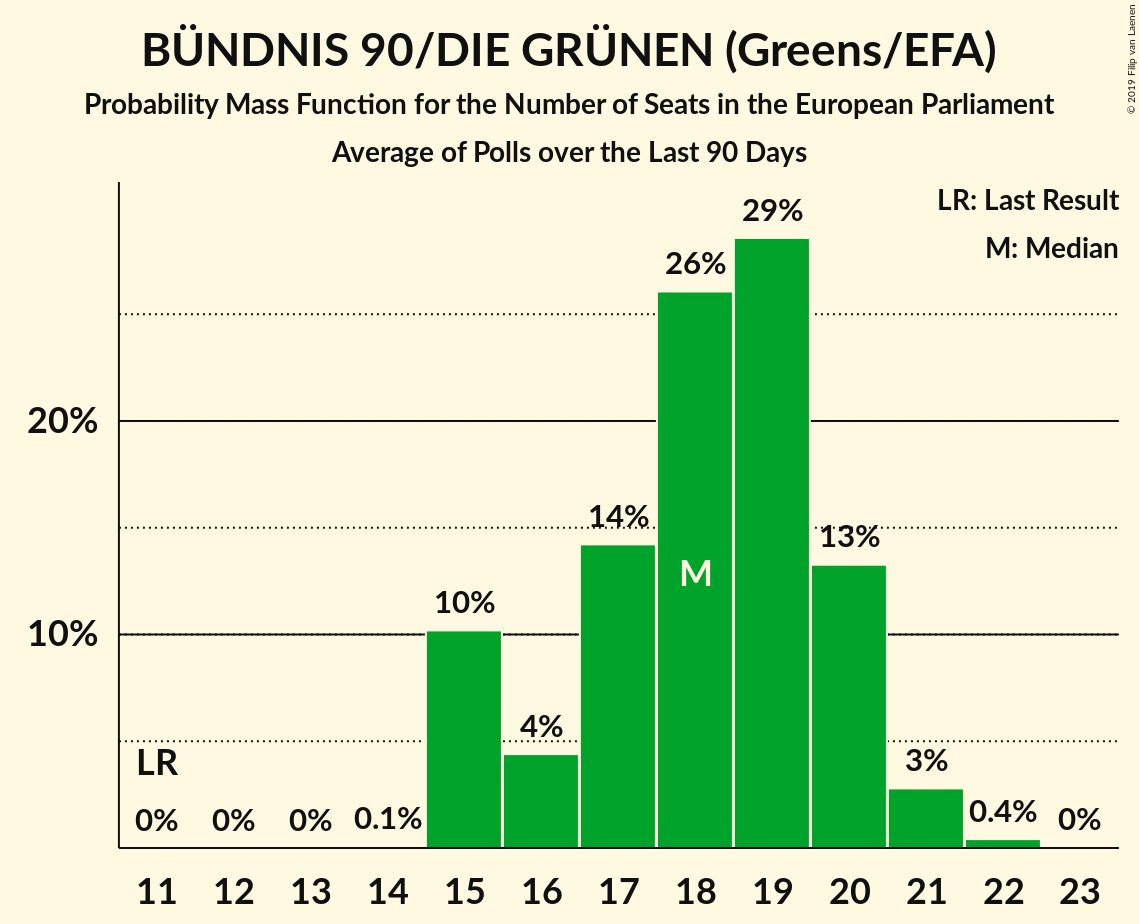 BÜNDNIS 90/DIE GRÜNEN (Greens/EFA)
Probability Mass Function for the Number of Seats in the European Parliament
Average of Polls over the Last 90 Days
© 2019 Filip van Laenen
LR: Last Result
M: Median
29%
26%
20%
14%
13%
M
10%
10%
4%
LR
3%
0% 0% 0% 0.1% 0.4% 0%
11 12 13 14 15 16 17 18 19 20 21 22 23